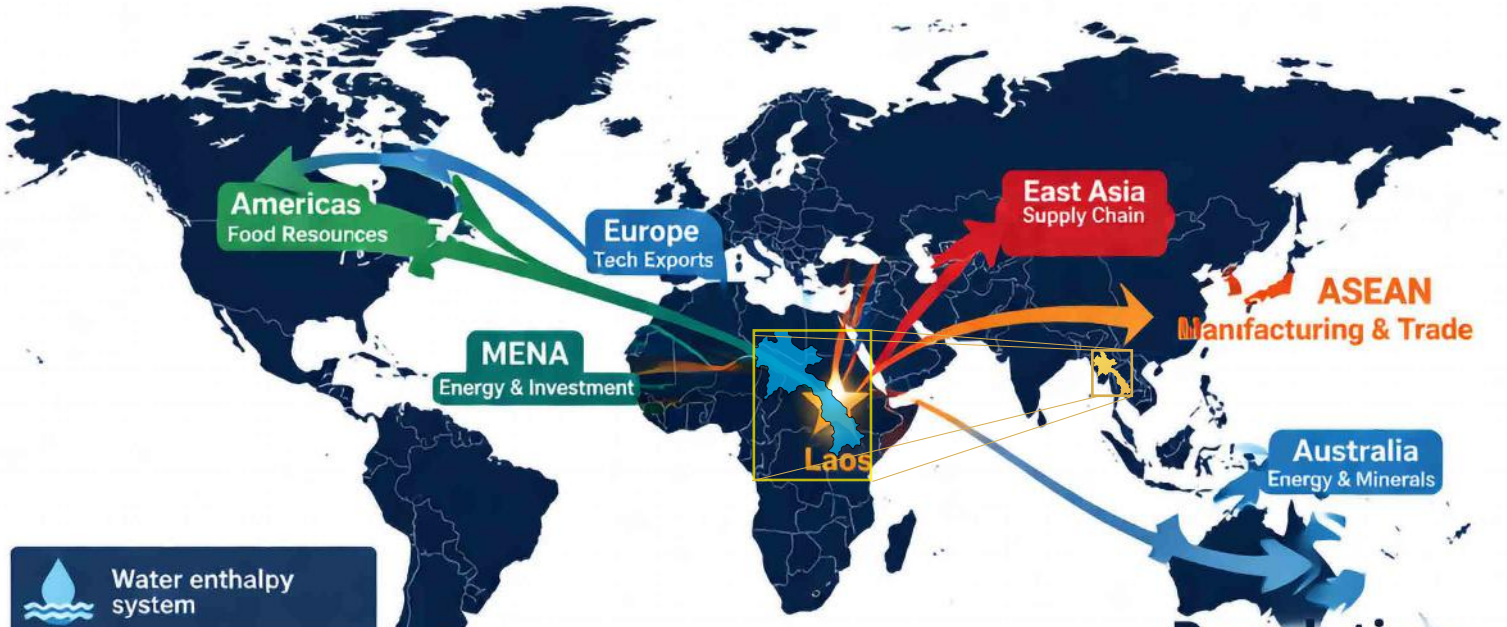 Americas
Food Resounces
Europe
Tech Exports
East Asia
Supply Chain
ASEAN
Manifacturing & Trade
MENA
Energy & Investment
Laos
Australia
Energy & Minerals
Water enthalpy
system